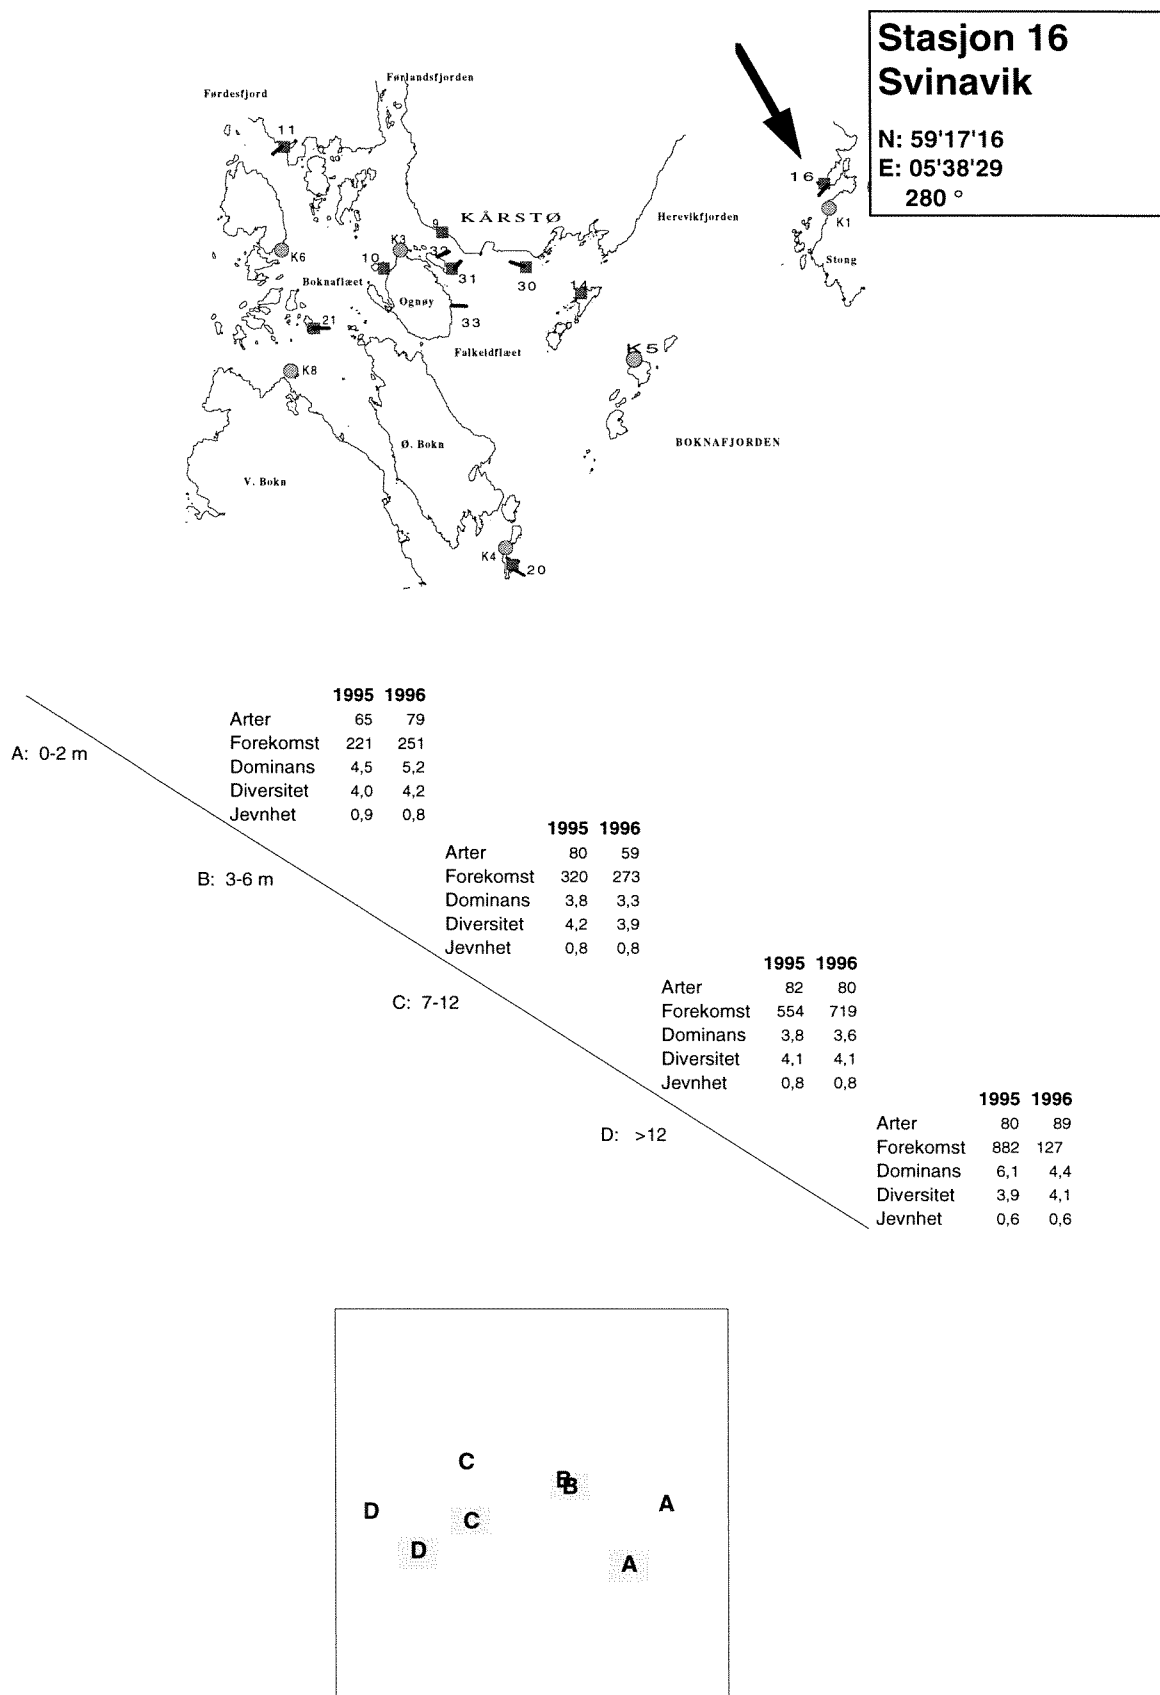 Stasjon 16
Svinavik
N: 59'17'16
E: 05'38'29
280 °
Førlandsfjorden
Førdesfjord
11
16
KÅRSTØ
Herevikfjorden
K1
9
K3
32
K6
10
Stong
31
30
Boknaflæet
14
Ognøy
33
21
Falkeidflæet
K5
K8
Ø. Bokn
BOKNAFJORDEN
V. Bokn
K4
20
1995 1996
Arter 65 79
Forekomst 221 251
A: 0-2 m
Dominans 4,5 5,2
Diversitet 4,0 4,2
Jevnhet 0,9 0,8
1995 1996
Arter 80 59
B: 3-6 m
Forekomst 320 273
Dominans 3,8 3,3
Diversitet 4,2 3,9
Jevnhet 0,8 0,8
1995 1996
Arter 82 80
C: 7-12
Forekomst 554 719
Dominans 3,8 3,6
Diversitet 4,1 4,1
Jevnhet 0,8 0,8
1995 1996
Arter 80 89
D: >12
Forekomst 882 127
Dominans 6,1 4,4
Diversitet 3,9 4,1
Jevnhet 0,6 0,6
C
B
B
A
D
C
D
A